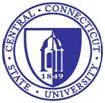 CENTRAL CONNECTICUT
STATE UNIVERSITY
1849